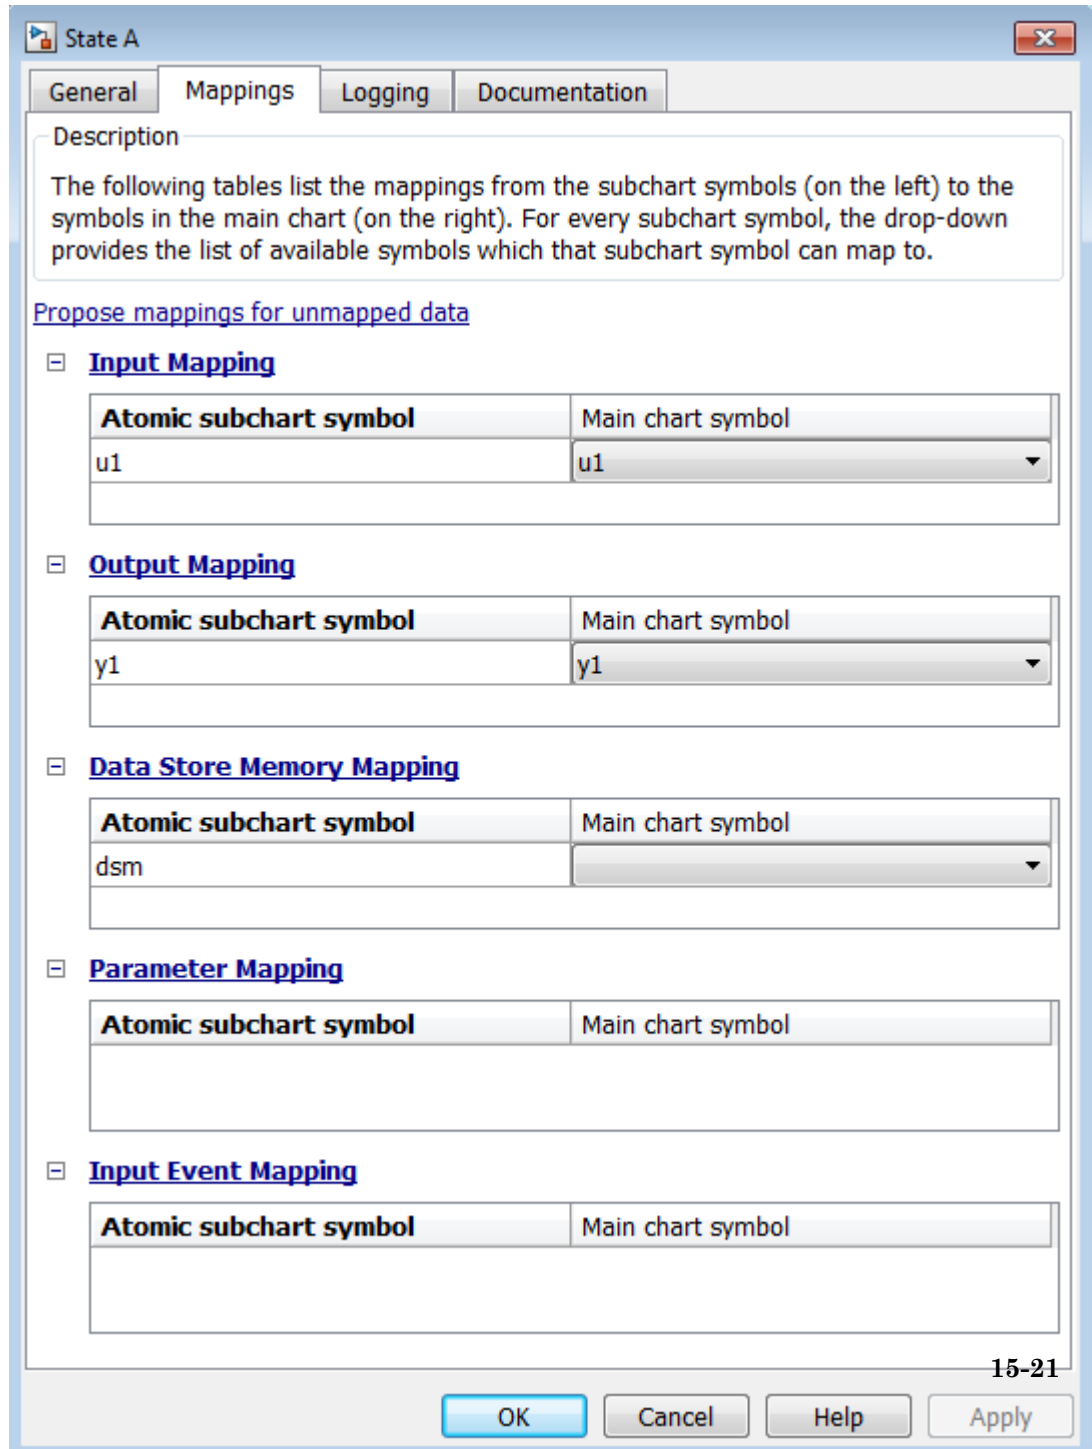 State A
General Mappings Logging Documentation
Description
The following tables list the mappings from the subchart symbols (on the left) to the
symbols in the main chart (on the right). For every subchart symbol, the drop-down
provides the list of available symbols which that subchart symbol can map to.
Propose mappings for unmapped data
Input Mapping
Atomic subchart symbol Main chart symbol
u1 u1
Output Mapping
Atomic subchart symbol Main chart symbol
y1 y1
Data Store Memory Mapping
Atomic subchart symbol Main chart symbol
dsm
Parameter Mapping
Atomic subchart symbol Main chart symbol
Input Event Mapping
Atomic subchart symbol Main chart symbol
15-21
OK Cancel Help Apply